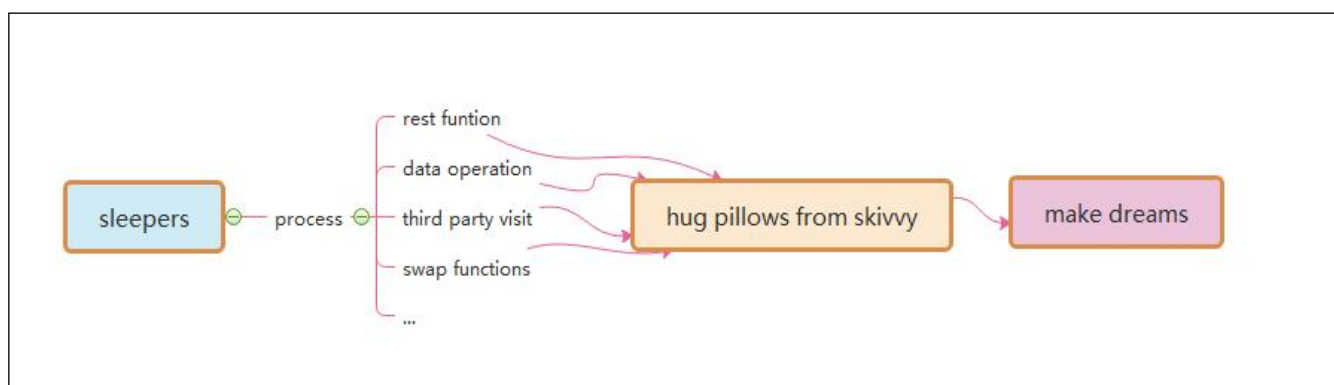 sleepers
process
rest funtion
data operation
third party visit
swap functions
...
hug pillows from skivvy
make dreams